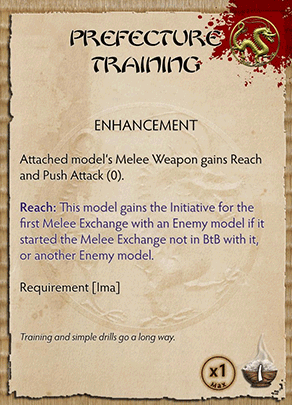 PREFECTURE
TRAINING
ENHANCEMENT
Attached model's Melee Weapon gains Reach
and Push Attack (0).
Reach: This model gains the Initiative for the
first Melee Exchange with an Enemy model if it
started the Melee Exchange not in BtB with it,
or another Enemy model.
Requirement [Ima]
Training and simple drills go a long way.
x1
Max
1